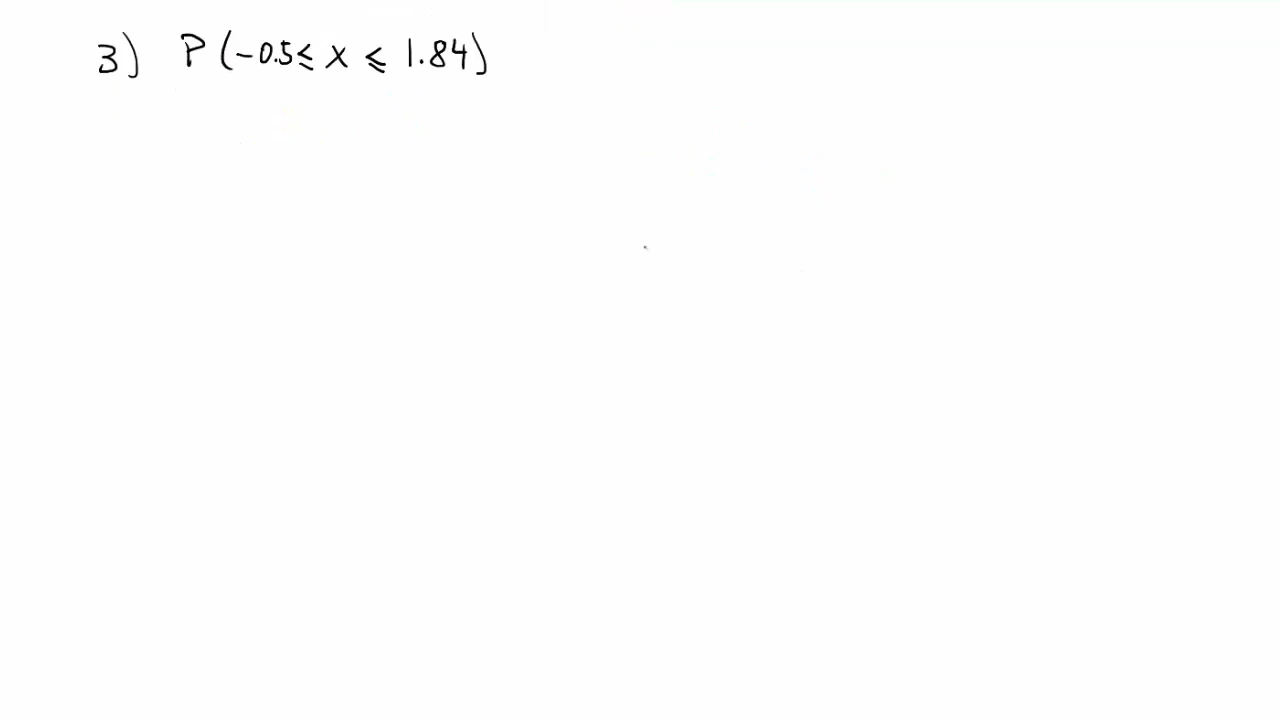 3) P(-0.5≤ x ≤ 1.84)